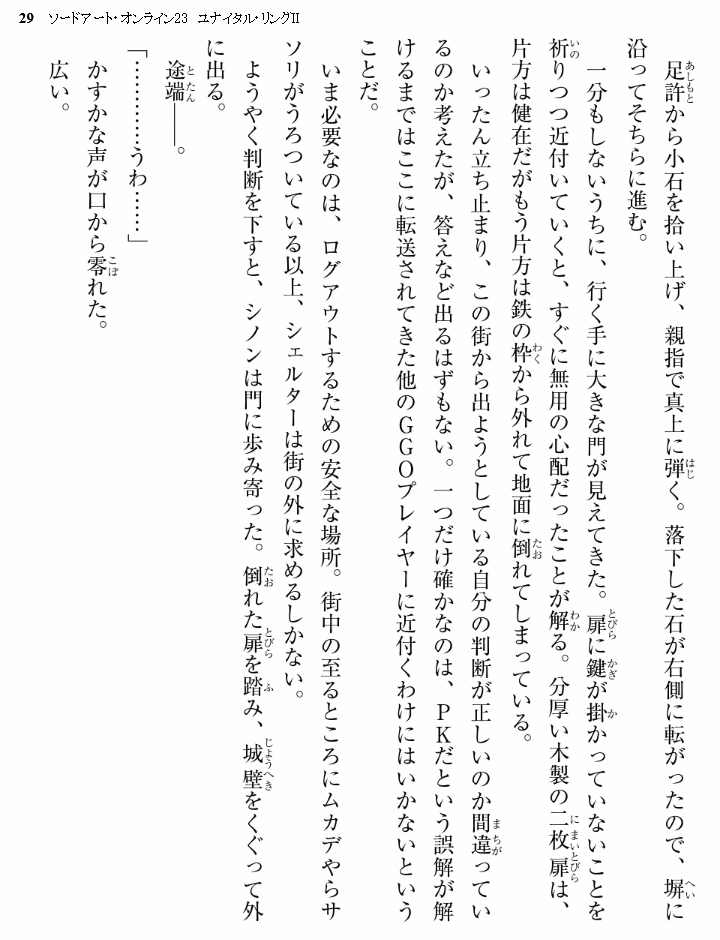 29　ソードアート・オンライン23　ユナイタル・リングII
足許から小石を拾い上げ、親指で真上に弾く。落下した石が右側に転がったので、塀に
沿ってそちらに進む。
一分もしないうちに、行く手に大きな門が見えてきた。扉に鍵が掛かっていないことを
祈りつつ近付いていくと、すぐに無用の心配だったことが解る。分厚い木製の二枚扉は、
片方は健在だがもう片方は鉄の枠から外れて地面に倒れてしまっている。
いったん立ち止まり、この街から出ようとしている自分の判断が正しいのか間違ってい
るのか考えたが、答えなど出るはずもない。一つだけ確かなのは、ＰＫだという誤解が解
けるまではここに転送されてきた他のＧＧＯプレイヤーに近付くわけにはいかないという
ことだ。
いま必要なのは、ログアウトするための安全な場所。街中の至るところにムカデやらサ
ソリがうろついている以上、シェルターは街の外に求めるしかない。
ようやく判断を下すと、シノンは門に歩み寄った。倒れた扉を踏み、城壁をくぐって外
に出る。
途端――。
「…………うわ……」
かすかな声が口から零れた。
広い。